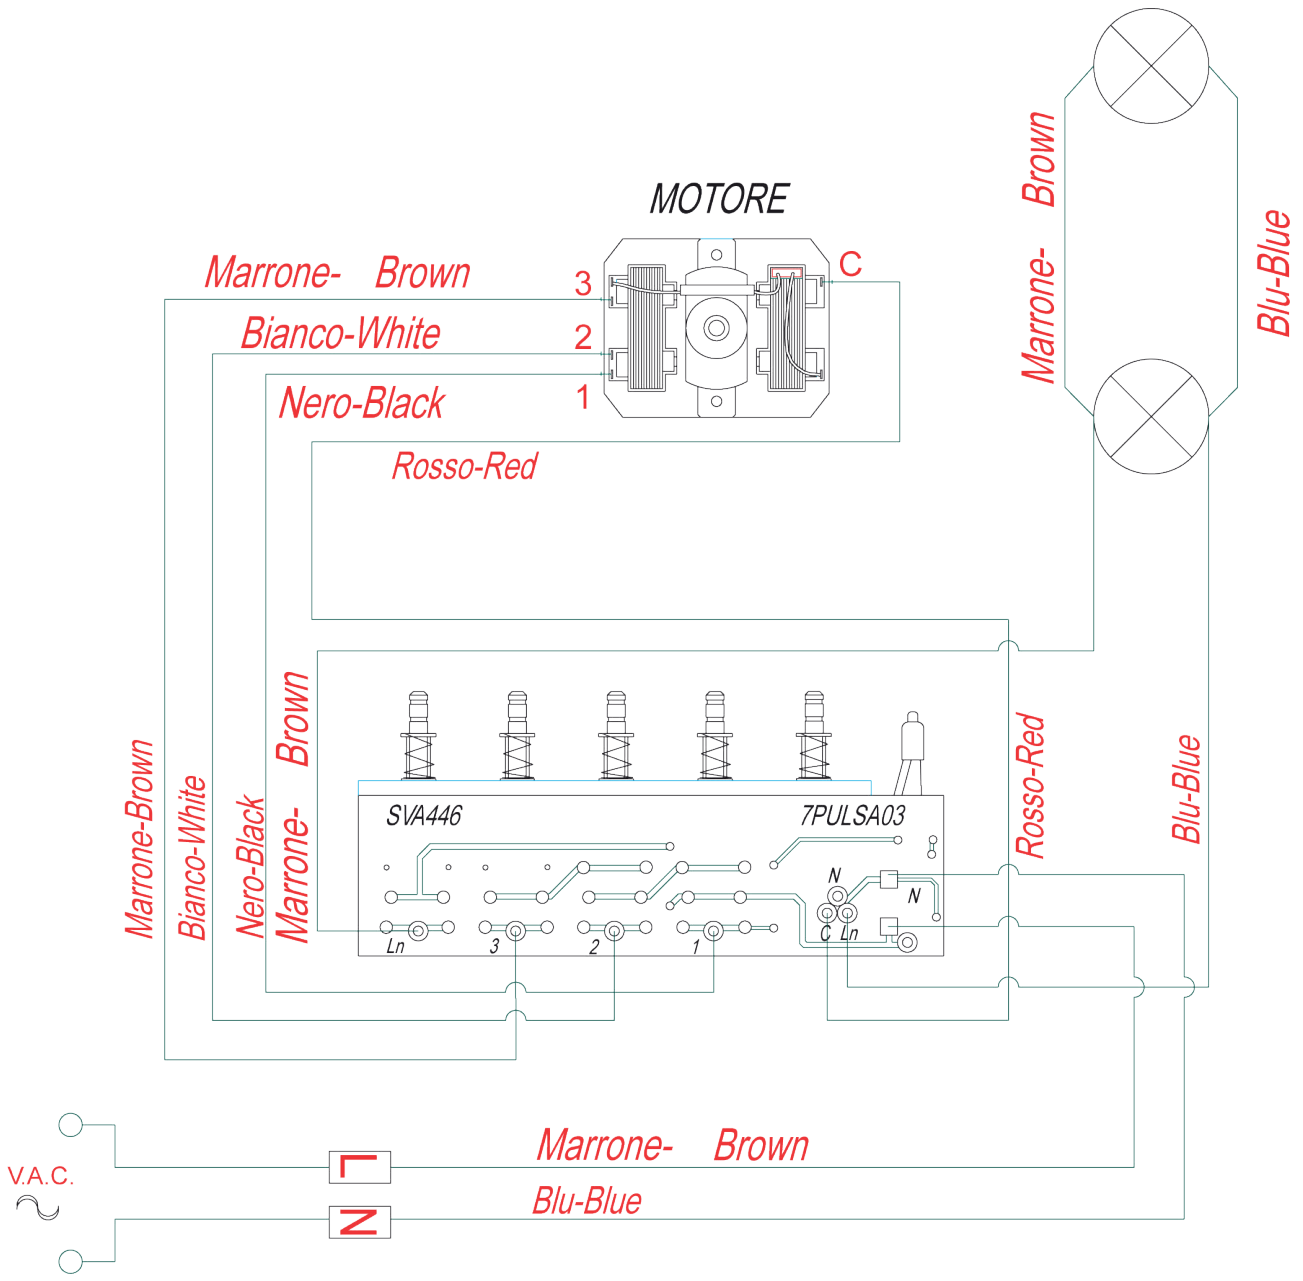 MOTORE
Marrone- Brown
3
C
Bianco-White
2
Nero-Black
1
Rosso-Red
Marrone- Brown
Blu-Blue
Marrone-Brown
Bianco-White
Nero-Black
Marrone- Brown
Rosso-Red
Blu-Blue
SVA446
7PULSA03
N
N
Ln
3
2
1
C
Ln
V.A.C.
L
Marrone- Brown
N
Blu-Blue